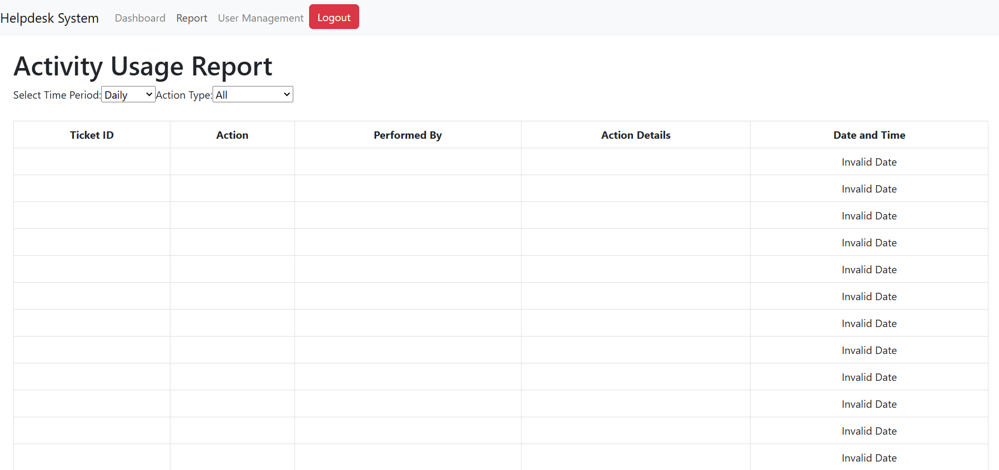 Helpdesk System Dashboard Report User Management Logout
Activity Usage Report
Select Time Period: Daily Action Type: All
Ticket ID Action Performed By Action Details Date and Time
Invalid Date
Invalid Date
Invalid Date
Invalid Date
Invalid Date
Invalid Date
Invalid Date
Invalid Date
Invalid Date
Invalid Date
Invalid Date
Invalid Date